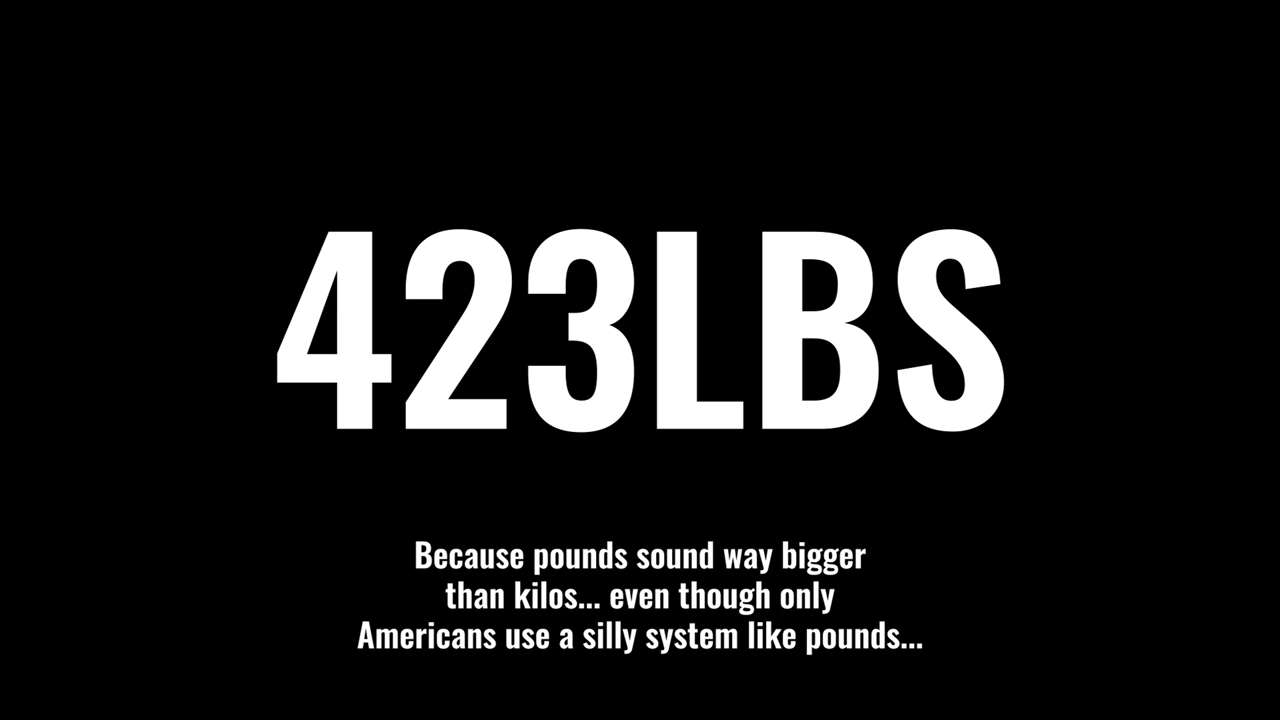 423LBS
Because pounds sound way bigger
than kilos... even though only
Americans use a silly system like pounds...